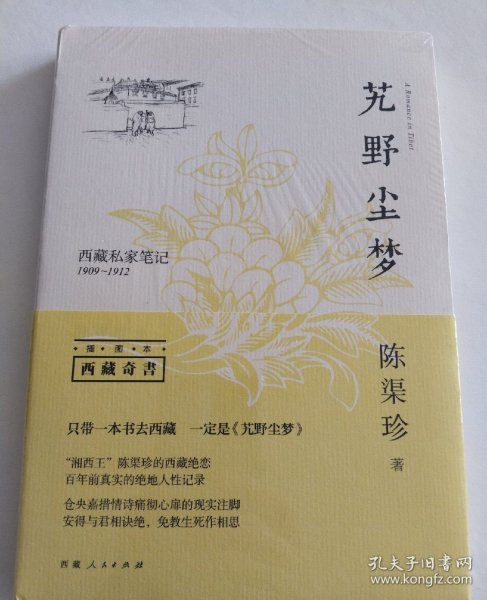 艽野尘梦
A Romance in Tibet
西藏私家笔记
1909~1912
陈渠珍 著
插·图·本
西藏奇書
只带一本书去西藏 一定是《艽野尘梦》
“湘西王”陈渠珍的西藏绝恋
百年前真实的绝地人性记录
仓央嘉措情诗痛彻心扉的现实注脚
安得与君相决绝，免教生死作相思
西藏人民出版社
孔夫子旧书网
book.kongfz.com